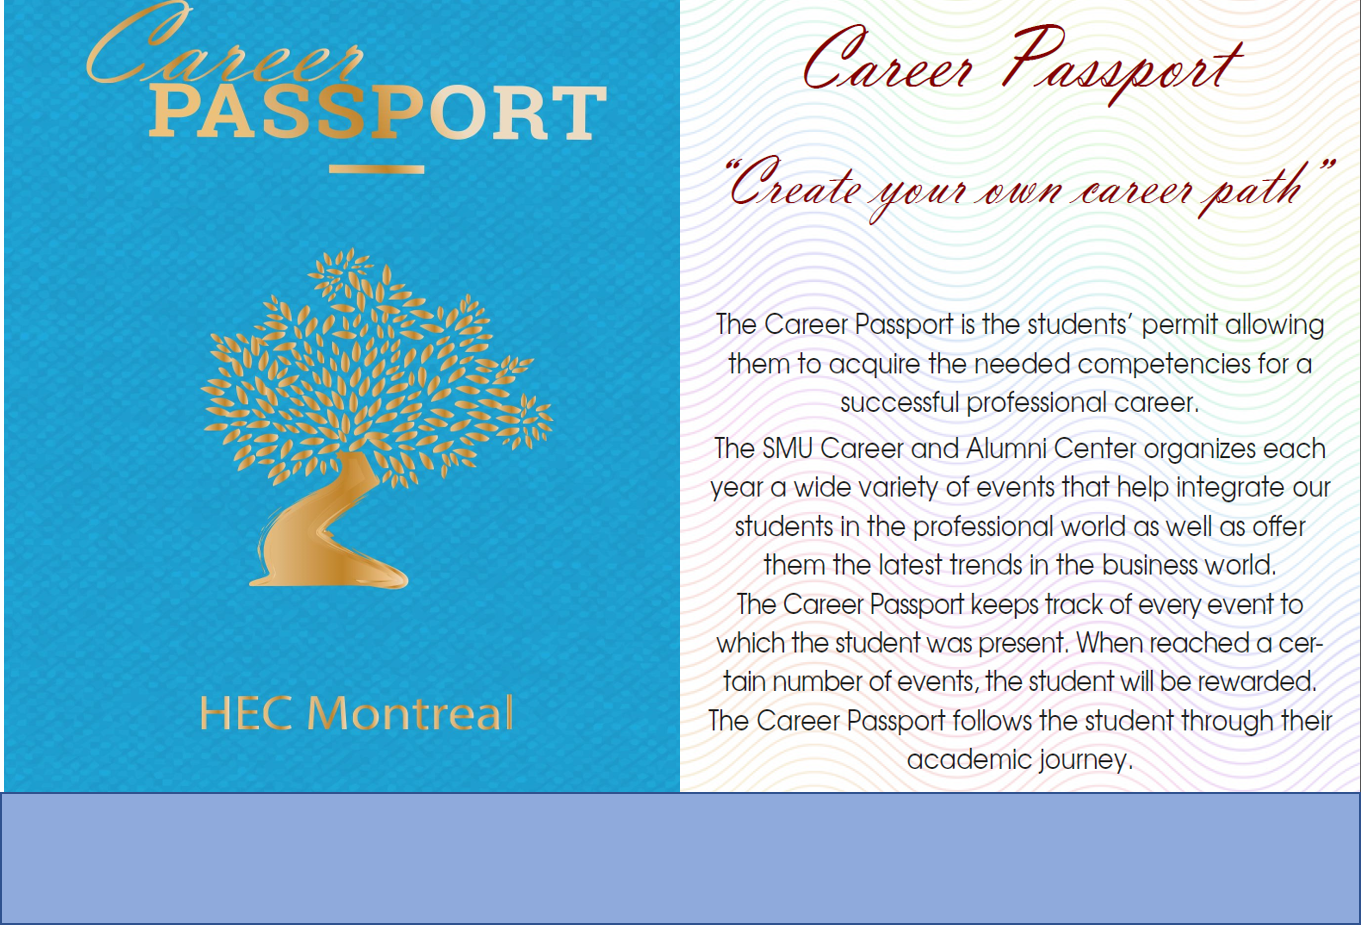 Career
PASSPORT
HEC Montreal
Career Passport
“Create your own career path”
The Career Passport is the students’ permit allowing
them to acquire the needed competencies for a
successful professional career.
The SMU Career and Alumni Center organizes each
year a wide variety of events that help integrate our
students in the professional world as well as offer
them the latest trends in the business world.
The Career Passport keeps track of every event to
which the student was present. When reached a cer-
tain number of events, the student will be rewarded.
The Career Passport follows the student through their
academic journey.